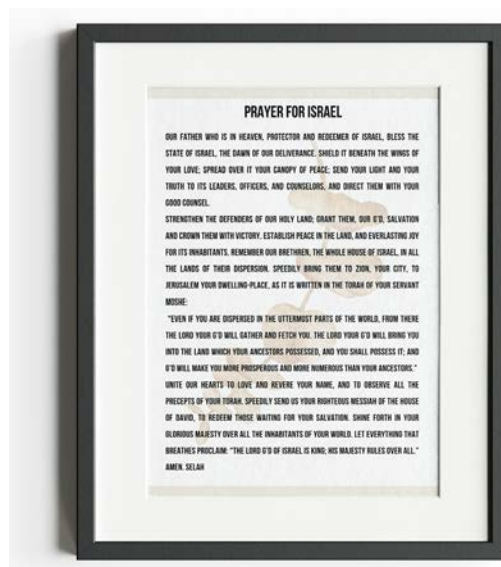 PRAYER FOR ISRAEL
OUR FATHER WHO IS IN HEAVEN, PROTECTOR AND REDEEMER OF ISRAEL, BLESS THE
STATE OF ISRAEL, THE DAWN OF OUR DELIVERANCE. SHIELD IT BENEATH THE WINGS OF
YOUR LOVE; SPREAD OVER IT YOUR CANOPY OF PEACE; SEND YOUR LIGHT AND YOUR
TRUTH TO ITS LEADERS, OFFICERS, AND COUNSELORS, AND DIRECT THEM WITH YOUR
GOOD COUNSEL.
STRENGTHEN THE DEFENDERS OF OUR HOLY LAND; GRANT THEM, OUR G'D, SALVATION
AND CROWN THEM WITH VICTORY. ESTABLISH PEACE IN THE LAND, AND EVERLASTING JOY
FOR ITS INHABITANTS. REMEMBER OUR BRETHREN, THE WHOLE HOUSE OF ISRAEL, IN ALL
THE LANDS OF THEIR DISPERSION. SPEEDILY BRING THEM TO ZION, YOUR CITY, TO
JERUSALEM YOUR DWELLING-PLACE, AS IT IS WRITTEN IN THE TORAH OF YOUR SERVANT
MOSHE:
"EVEN IF YOU ARE DISPERSED IN THE UTTERMOST PARTS OF THE WORLD, FROM THERE
THE LORD YOUR G'D WILL GATHER AND FETCH YOU. THE LORD YOUR G'D WILL BRING YOU
INTO THE LAND WHICH YOUR ANCESTORS POSSESSED, AND YOU SHALL POSSESS IT; AND
G'D WILL MAKE YOU MORE PROSPEROUS AND MORE NUMEROUS THAN YOUR ANCESTORS."
UNITE OUR HEARTS TO LOVE AND REVERE YOUR NAME, AND TO OBSERVE ALL THE
PRECEPTS OF YOUR TORAH. SPEEDILY SEND US YOUR RIGHTEOUS MESSIAH OF THE HOUSE
OF DAVID, TO REDEEM THOSE WAITING FOR YOUR SALVATION. SHINE FORTH IN YOUR
GLORIOUS MAJESTY OVER ALL THE INHABITANTS OF YOUR WORLD. LET EVERYTHING THAT
BREATHES PROCLAIM: "THE LORD G'D OF ISRAEL IS KING; HIS MAJESTY RULES OVER ALL."
AMEN. SELAH